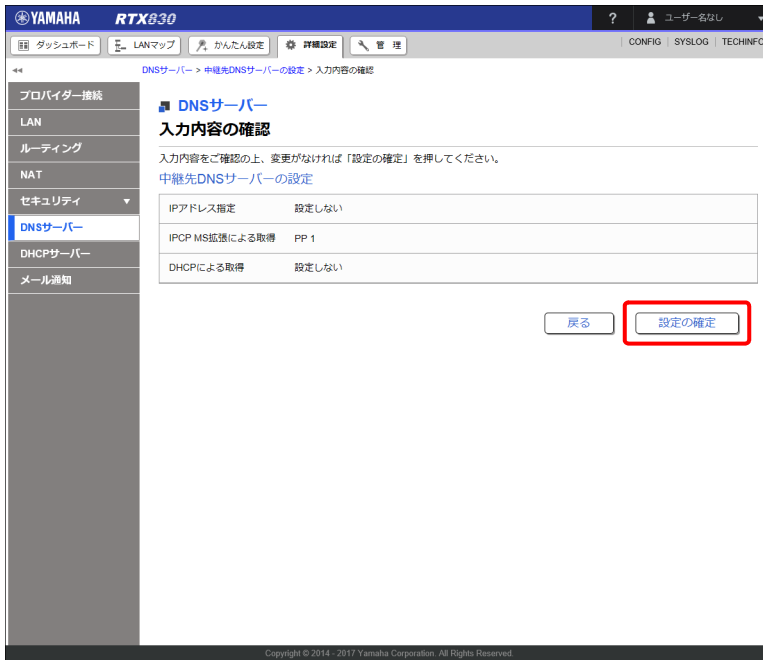 YAMAHA RTX830 ? ユーザー名なし
ダッシュボード LANマップ かんたん設定 詳細設定 管 理 CONFIG SYSLOG TECHINFO
DNSサーバー > 中継先DNSサーバーの設定 > 入力内容の確認
プロバイダー接続
LAN
ルーティング
NAT
セキュリティ
DNSサーバー
DHCPサーバー
メール通知
DNSサーバー
入力内容の確認
入力内容をご確認の上、変更がなければ「設定の確定」を押してください。
中継先DNSサーバーの設定
IPアドレス指定 設定しない
IPCP MS拡張による取得 PP 1
DHCPによる取得 設定しない
戻る 設定の確定
Copyright © 2014 - 2017 Yamaha Corporation. All Rights Reserved.